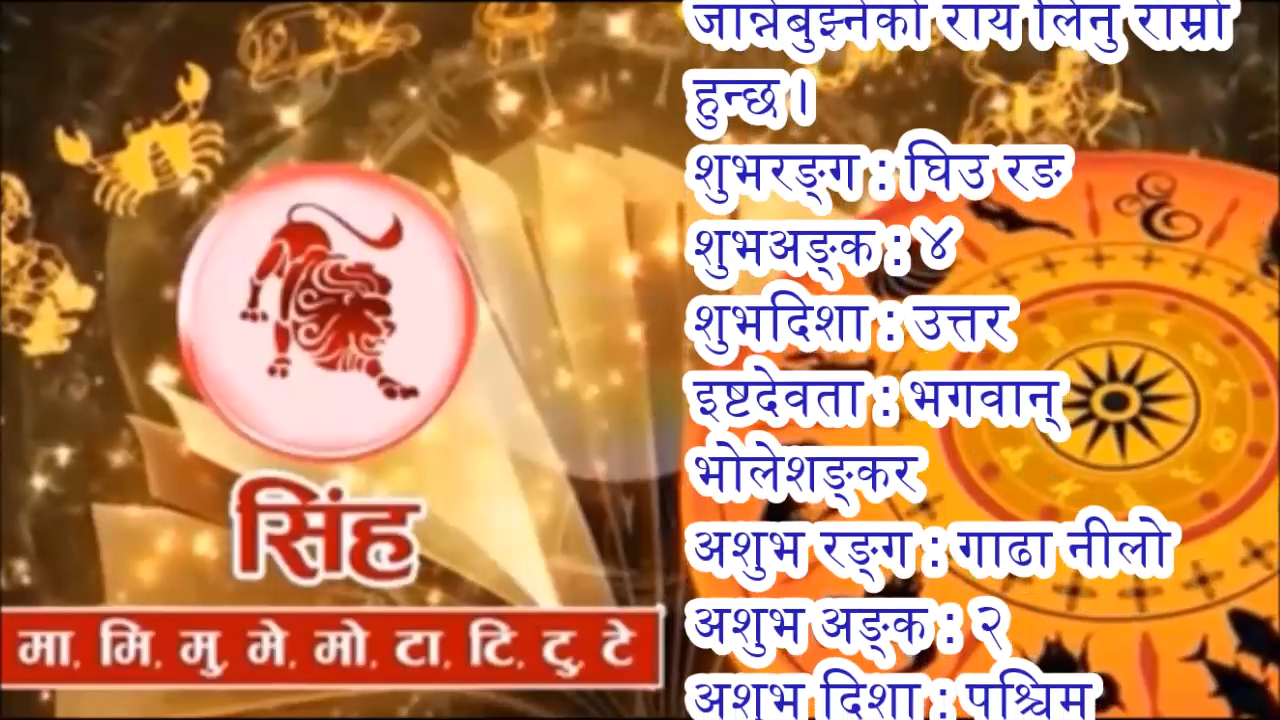 सिंह
मा. मि. मु. मे. मो. टा. टि. टु. टे
जान्नेबुझ्नेको राय लिनु राम्रो
हुन्छ ।
शुभरङ्ग : घिउ रङ
शुभअङ्क : ४
शुभदिशा : उत्तर
इष्टदेवता : भगवान्
भोलेशङ्कर
अशुभ रङ्ग : गाढा नीलो
अशुभ अङ्क : २
अशुभ दिशा : पश्चिम